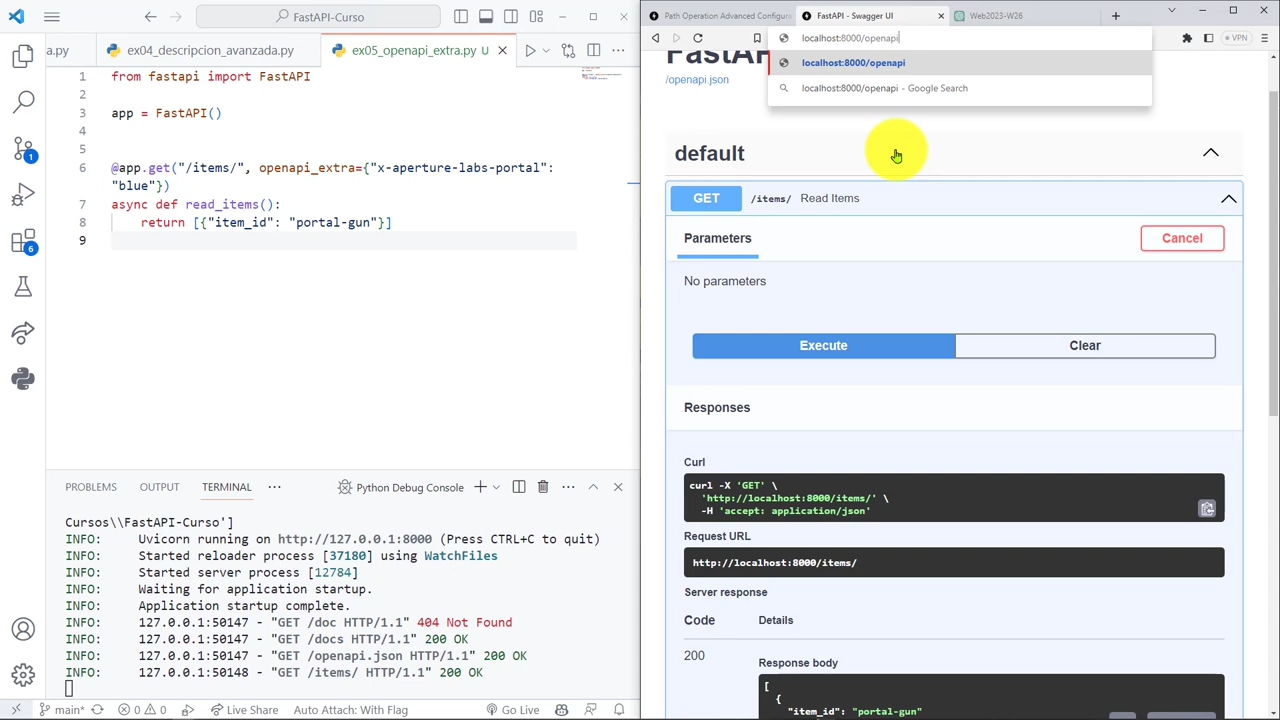 FastAPI-Curso
a.py
ex04_descripcion_avanzada.py
ex05_openapi_extra.py U
1 from fastapi import FastAPI
2
3 app = FastAPI()
4
5
6 @app.get("/items/", openapi_extra={"x-aperture-labs-portal":
"blue"})
7 async def read_items():
8 return [{"item_id": "portal-gun"}]
9
1
6
PROBLEMS OUTPUT TERMINAL Python Debug Console
Cursos\\FastAPI-Curso']
INFO: Uvicorn running on http://127.0.0.1:8000 (Press CTRL+C to quit)
INFO: Started reloader process [37180] using WatchFiles
INFO: Started server process [12784]
INFO: Waiting for application startup.
INFO: Application startup complete.
INFO: 127.0.0.1:50147 - "GET /doc HTTP/1.1" 404 Not Found
INFO: 127.0.0.1:50147 - "GET /docs HTTP/1.1" 200 OK
INFO: 127.0.0.1:50147 - "GET /openapi.json HTTP/1.1" 200 OK
INFO: 127.0.0.1:50148 - "GET /items/ HTTP/1.1" 200 OK
main* 0 0 Live Share Auto Attach: With Flag Go Live
Path Operation Advanced Configur
FastAPI - Swagger UI
Web2023-W26
localhost:8000/openapi
VPN
localhost:8000/openapi
localhost:8000/openapi - Google Search
/openapi.json
default
GET /items/ Read Items
Parameters
Cancel
No parameters
Execute Clear
Responses
Curl
curl -X 'GET' \
'http://localhost:8000/items/' \
-H 'accept: application/json'
Request URL
http://localhost:8000/items/
Server response
Code Details
200
Response body
[
{
"item_id": "portal-gun"